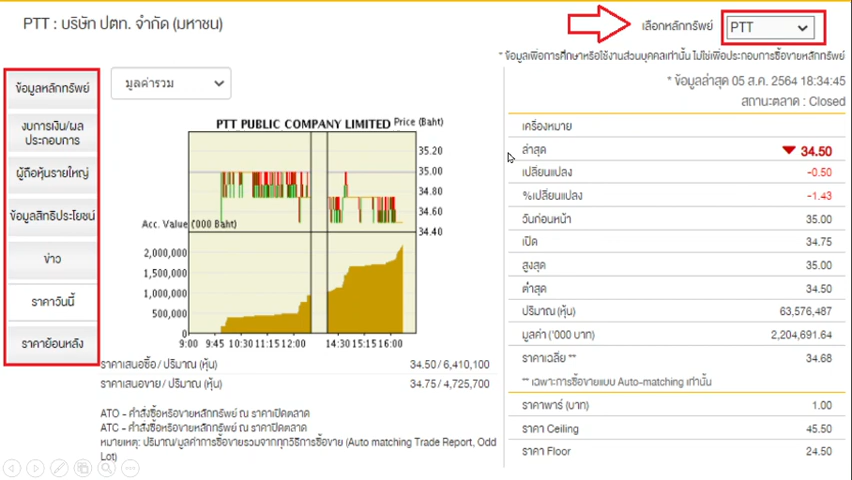 PTT : บริษัท ปตท. จำกัด (มหาชน)
เลือกหลักทรัพย์
PTT
* ข้อมูลเพื่อการศึกษาหรือใช้งานส่วนบุคคลเท่านั้น ไม่ใช่เพื่อประกอบการซื้อขายหลักทรัพย์
* ข้อมูลล่าสุด 05 ส.ค. 2564 18:34:45
สถานะตลาด : Closed
ข้อมูลหลักทรัพย์
งบการเงิน/ผล
ประกอบการ
ผู้ถือหุ้นรายใหญ่
ข้อมูลสิทธิประโยชน์
ข่าว
ราคาวันนี้
ราคาย้อนหลัง
มูลค่ารวม
PTT PUBLIC COMPANY LIMITED
Price (Baht)
35.20
35.00
34.80
34.60
34.40
Acc. Value ('000 Baht)
2,000,000
1,500,000
1,000,000
500,000
0
9:00 9:45 10:30 11:15 12:00 14:30 15:15 16:00
ราคาเสนอซื้อ / ปริมาณ (หุ้น) 34.50 / 6,410,100
ราคาเสนอขาย / ปริมาณ (หุ้น) 34.75 / 4,725,700
ATO - คำสั่งซื้อหรือขายหลักทรัพย์ ณ ราคาเปิดตลาด
ATC - คำสั่งซื้อหรือขายหลักทรัพย์ ณ ราคาปิดตลาด
หมายเหตุ: ปริมาณ/มูลค่าการซื้อขายรวมจากทุกวิธีการซื้อขาย (Auto matching Trade Report, Odd
Lot)
เครื่องหมาย
ล่าสุด 34.50
เปลี่ยนแปลง -0.50
%เปลี่ยนแปลง -1.43
วันก่อนหน้า 35.00
เปิด 34.75
สูงสุด 35.00
ต่ำสุด 34.50
ปริมาณ (หุ้น) 63,576,487
มูลค่า ('000 บาท) 2,204,691.64
ราคาเฉลี่ย ** 34.68
** เฉพาะการซื้อขายแบบ Auto-matching เท่านั้น
ราคาพาร์ (บาท) 1.00
ราคา Ceiling 45.50
ราคา Floor 24.50